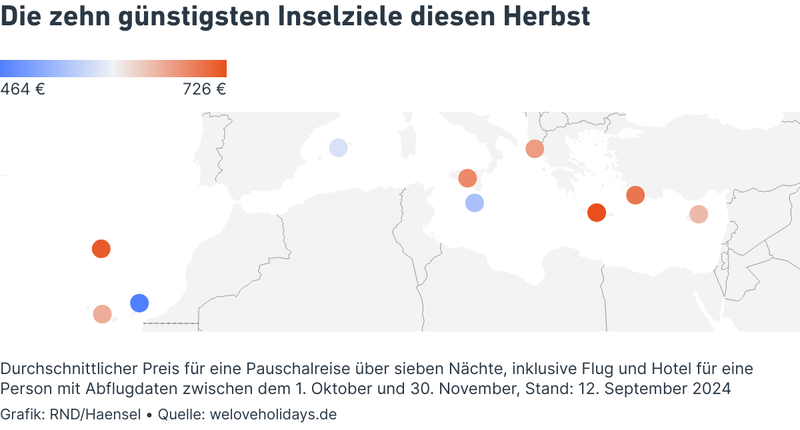 Die zehn günstigsten Inselziele diesen Herbst
464 €
726 €
Durchschnittlicher Preis für eine Pauschalreise über sieben Nächte, inklusive Flug und Hotel für eine
Person mit Abflugdaten zwischen dem 1. Oktober und 30. November, Stand: 12. September 2024
Grafik: RND/Haensel • Quelle: weloveholidays.de